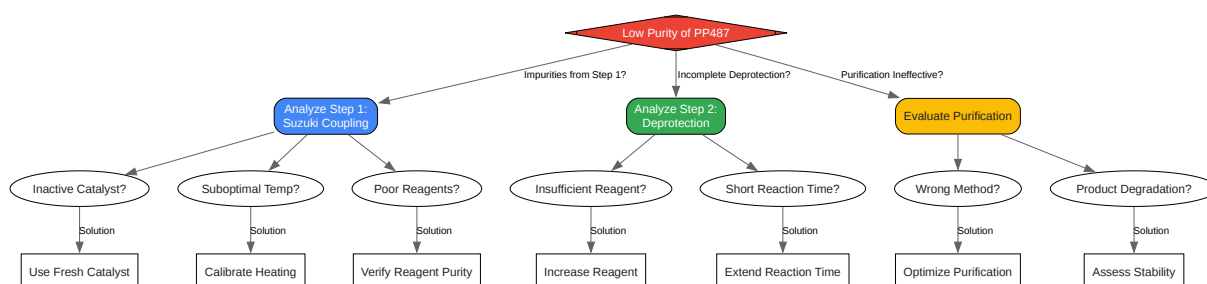 Low Purity of PP487
Impurities from Step 1?
Incomplete Deprotection?
Purification Ineffective?
Analyze Step 1:
Suzuki Coupling
Analyze Step 2:
Deprotection
Evaluate Purification
Inactive Catalyst?
Suboptimal Temp?
Poor Reagents?
Insufficient Reagent?
Short Reaction Time?
Wrong Method?
Product Degradation?
Solution
Solution
Solution
Solution
Solution
Solution
Solution
Use Fresh Catalyst
Calibrate Heating
Verify Reagent Purity
Increase Reagent
Extend Reaction Time
Optimize Purification
Assess Stability